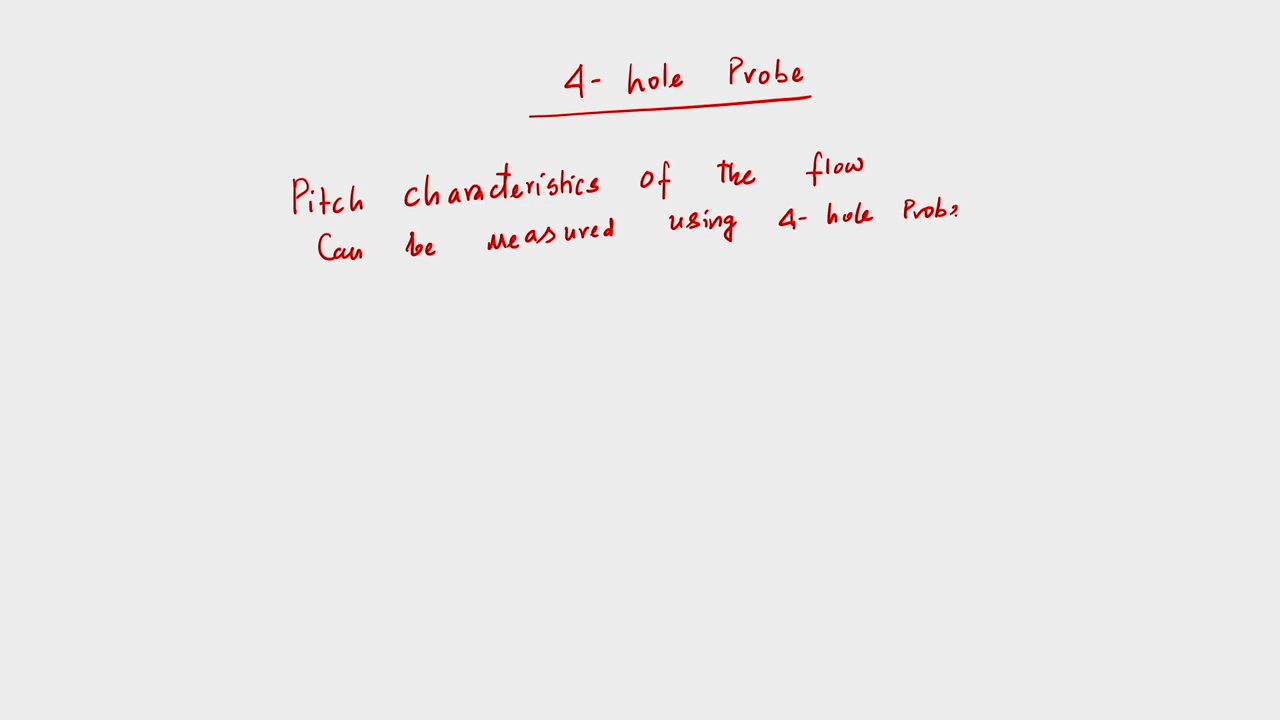 4- hole Probe
Pitch characteristics of the flow
Can be measured using 4- hole Probe